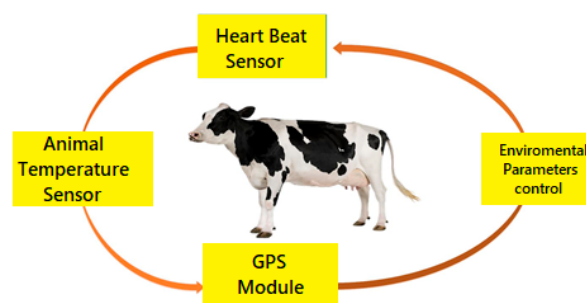 Heart Beat
Sensor
Animal
Temperature
Sensor
Enviromental
Parameters
control
GPS
Module